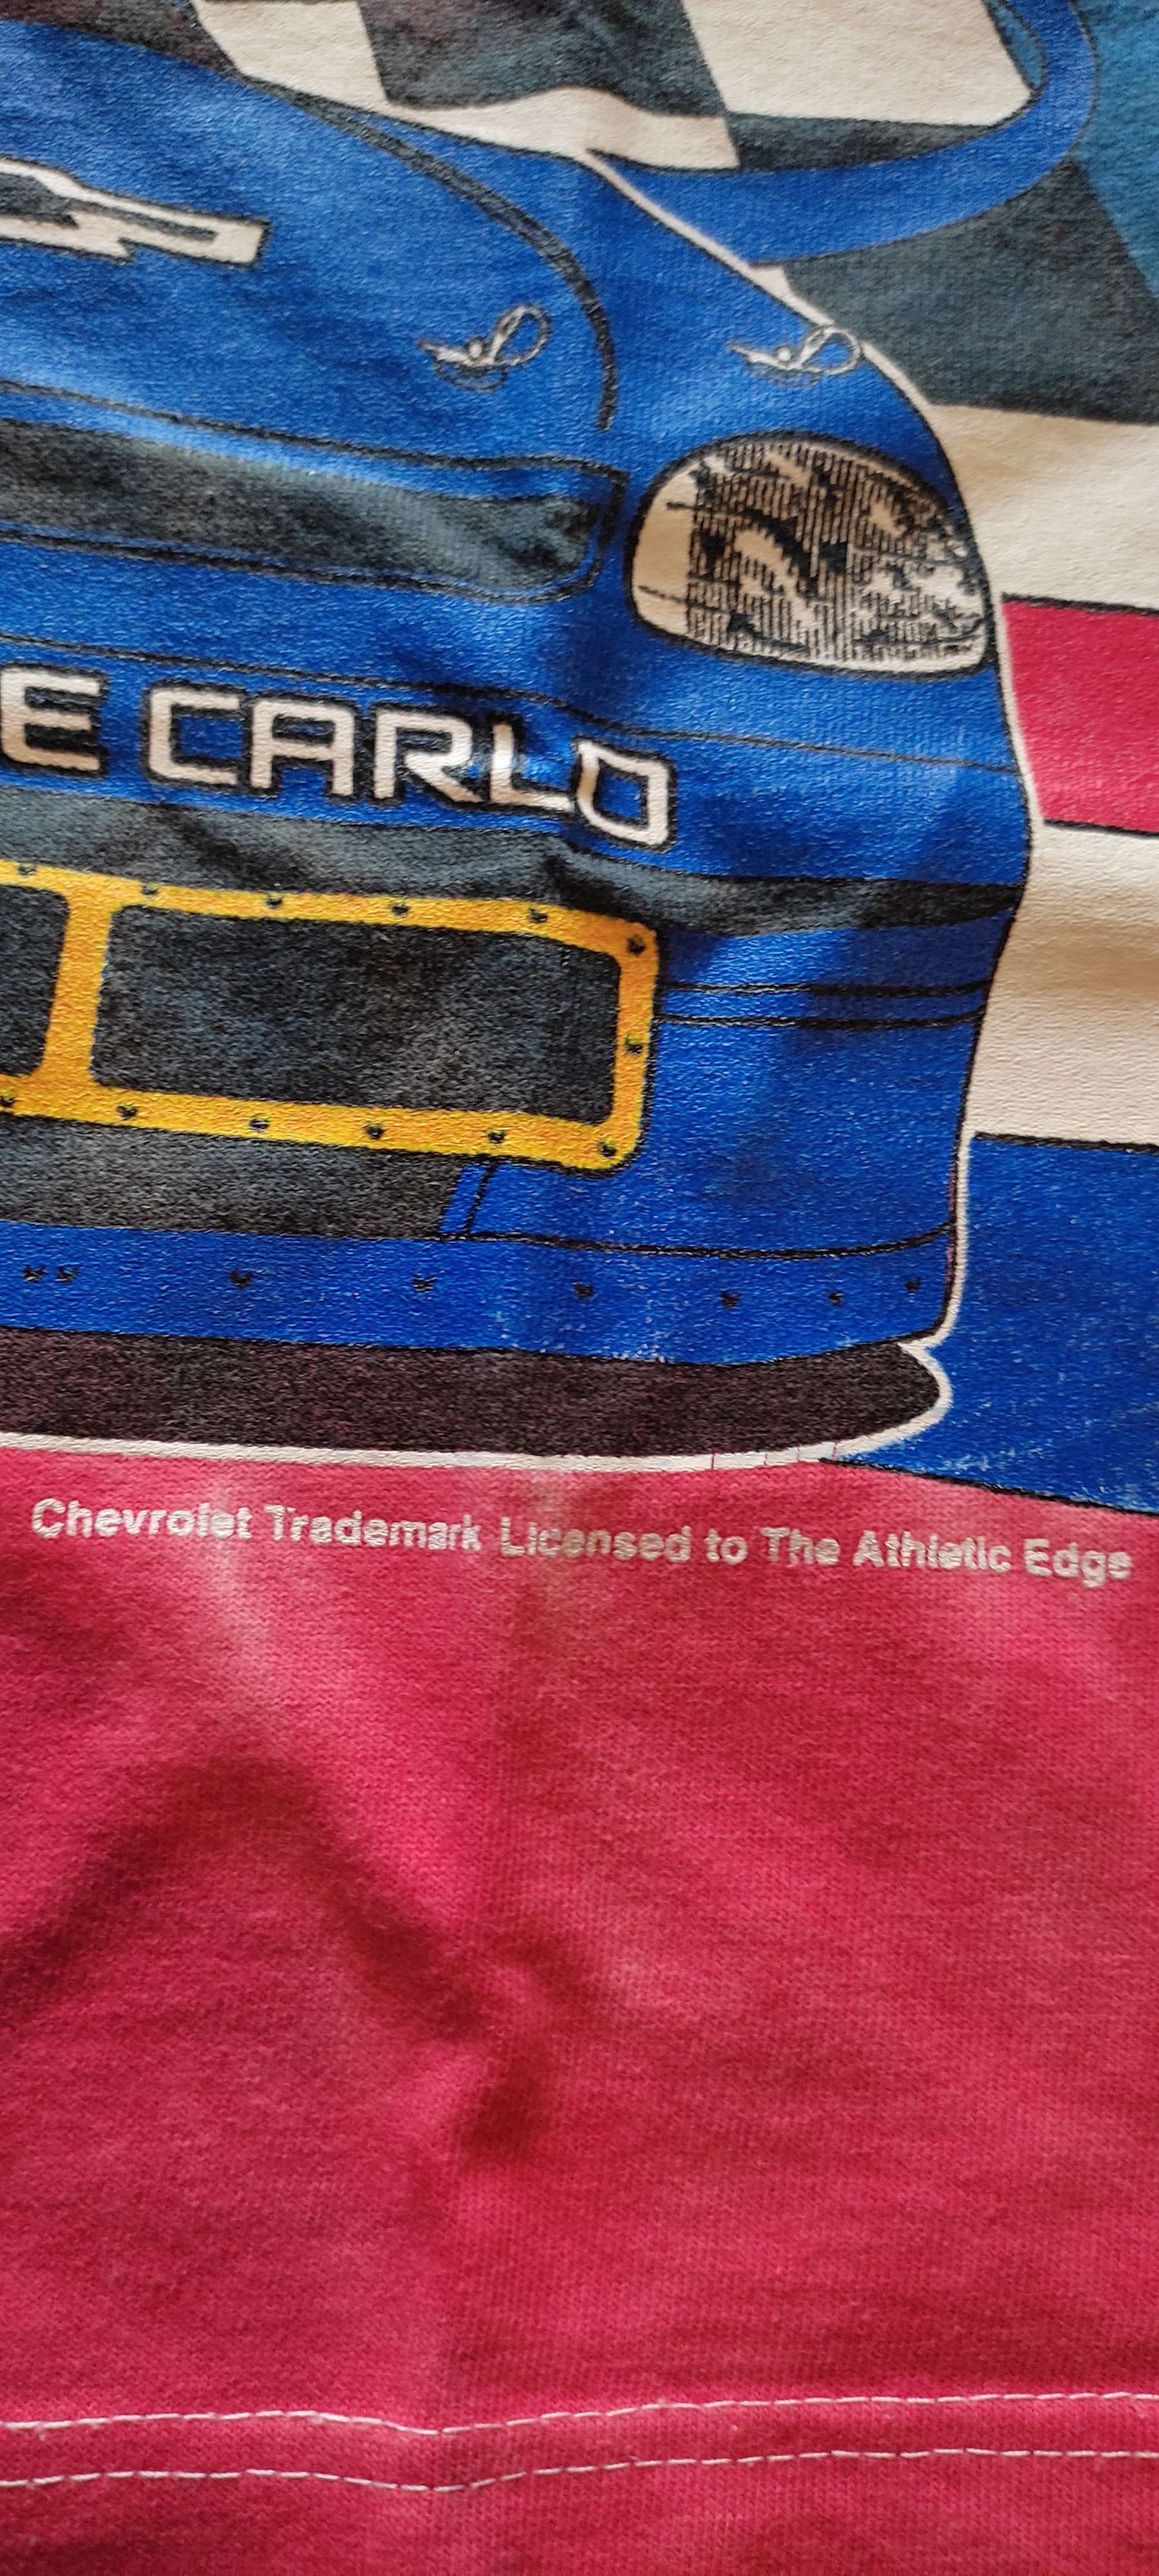 E CARLO
Chevrolet Trademark Licensed to The Athletic Edge